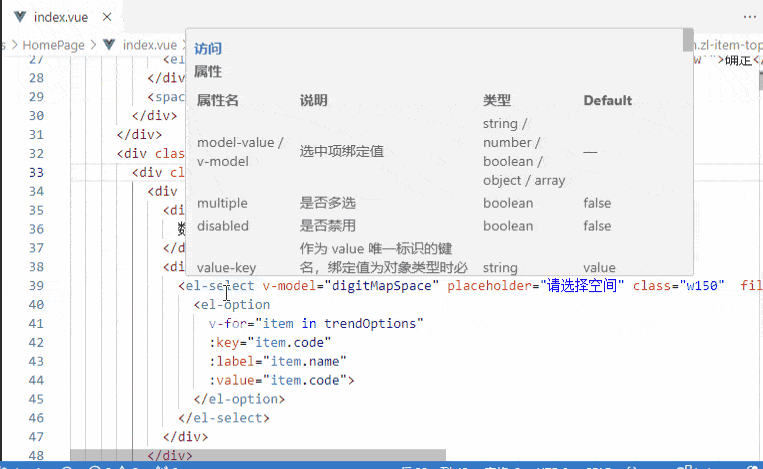 index.vue ×
s > HomePage > index.vue
n.zl-item-top
访问
属性
属性名 说明 类型 Default
model-value / v-model 选中项绑定值 string / number / boolean / object / array —
multiple 是否多选 boolean false
disabled 是否禁用 boolean false
value-key 作为 value 唯一标识的键名，绑定值为对象类型时必 string value
27 <el w">确定</
28 </div
29 <spac
30 </div>
31 </div>
32 <div clas
33 <div cl
34 <div
35 <di
36
37 </d
38 <di
39 <el-select v-model="digitMapSpace" placeholder="请选择空间" class="w150" fil
40 <el-option
41 v-for="item in trendOptions"
42 :key="item.code"
43 :label="item.name"
44 :value="item.code">
45 </el-option>
46 </el-select>
47 </div>
48 </div>